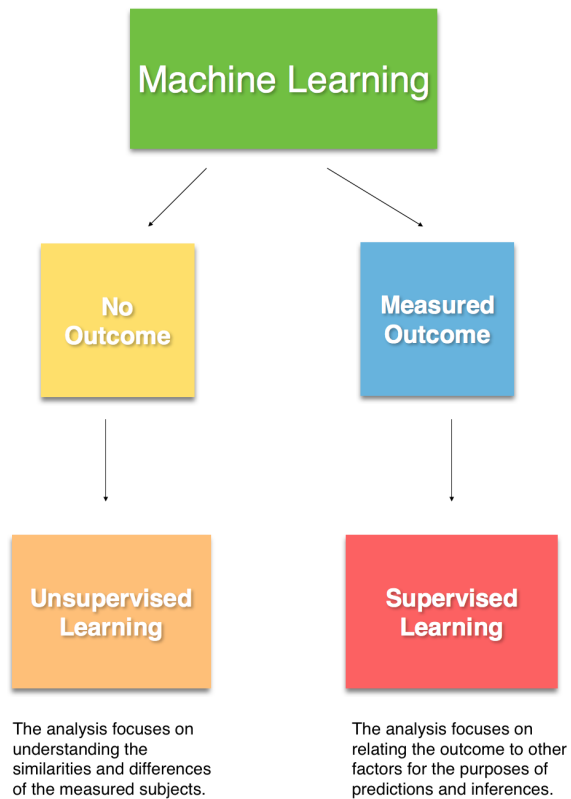 Machine Learning
No
Outcome
Measured
Outcome
Unsupervised
Learning
Supervised
Learning
The analysis focuses on
understanding the
similarities and differences
of the measured subjects.
The analysis focuses on
relating the outcome to other
factors for the purposes of
predictions and inferences.